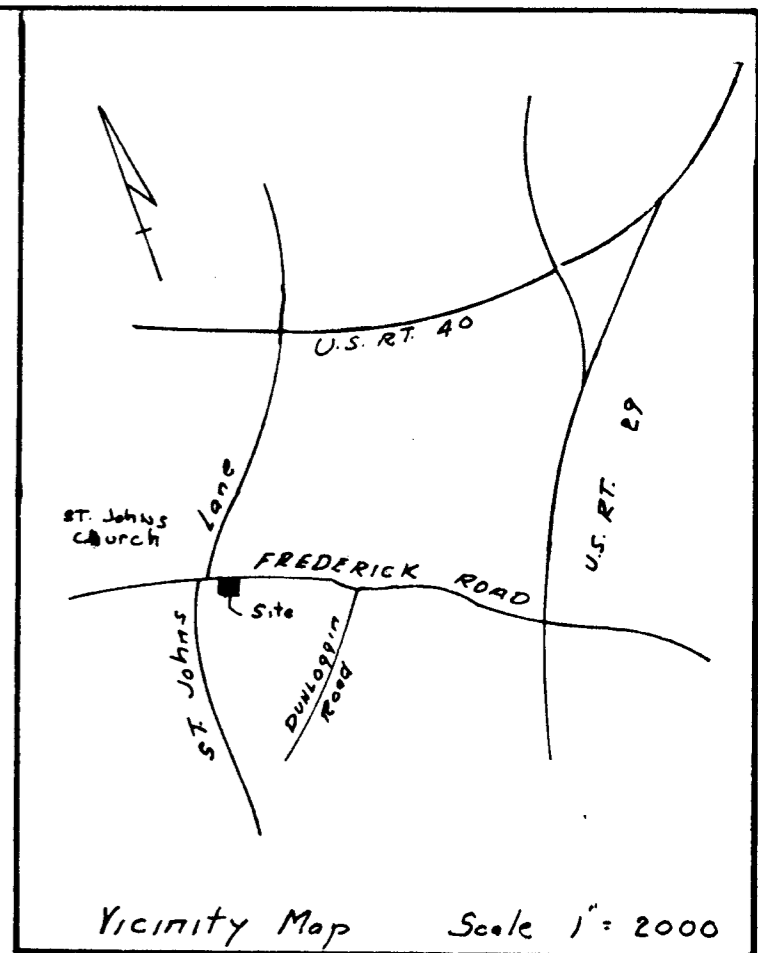 U.S. RT. 40
U.S. RT. 29
Lane
ST. Johns
church
FREDERICK ROAD
Site
ST. Johns
DUNLOGGIN
Road
Vicinity Map Scale 1" = 2000